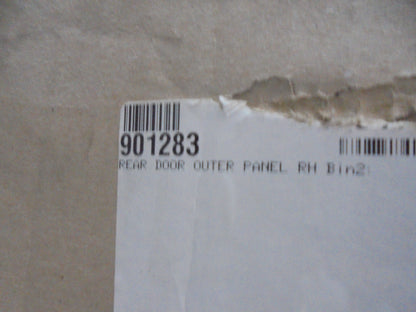 901283
REAR DOOR OUTER PANEL RH Bin2: